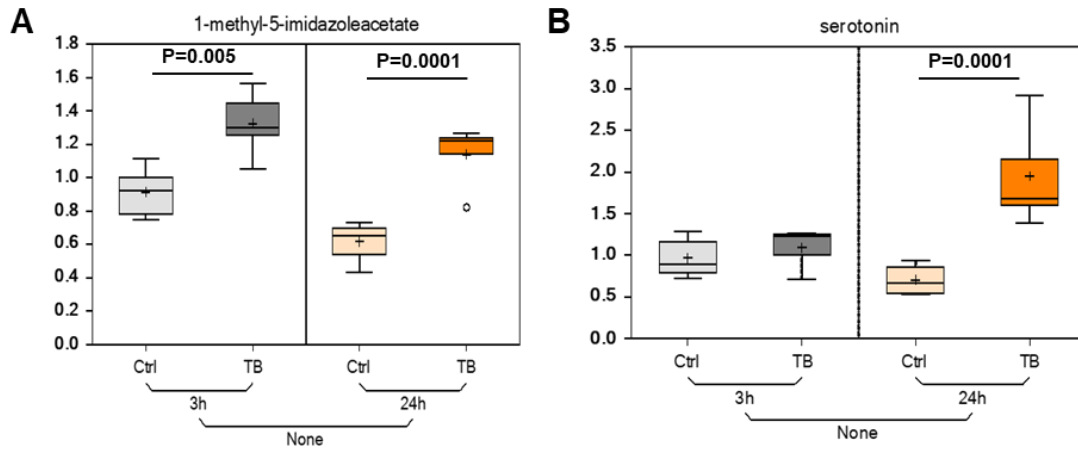 A
1-methyl-5-imidazoleacetate
1.8
1.6
1.4
1.2
1.0
0.8
0.6
0.4
0.2
0.0
P=0.005
P=0.0001
Ctrl
TB
Ctrl
TB
3h
24h
None
B
serotonin
3.5
3.0
2.5
2.0
1.5
1.0
0.5
0.0
P=0.0001
Ctrl
TB
Ctrl
TB
3h
24h
None